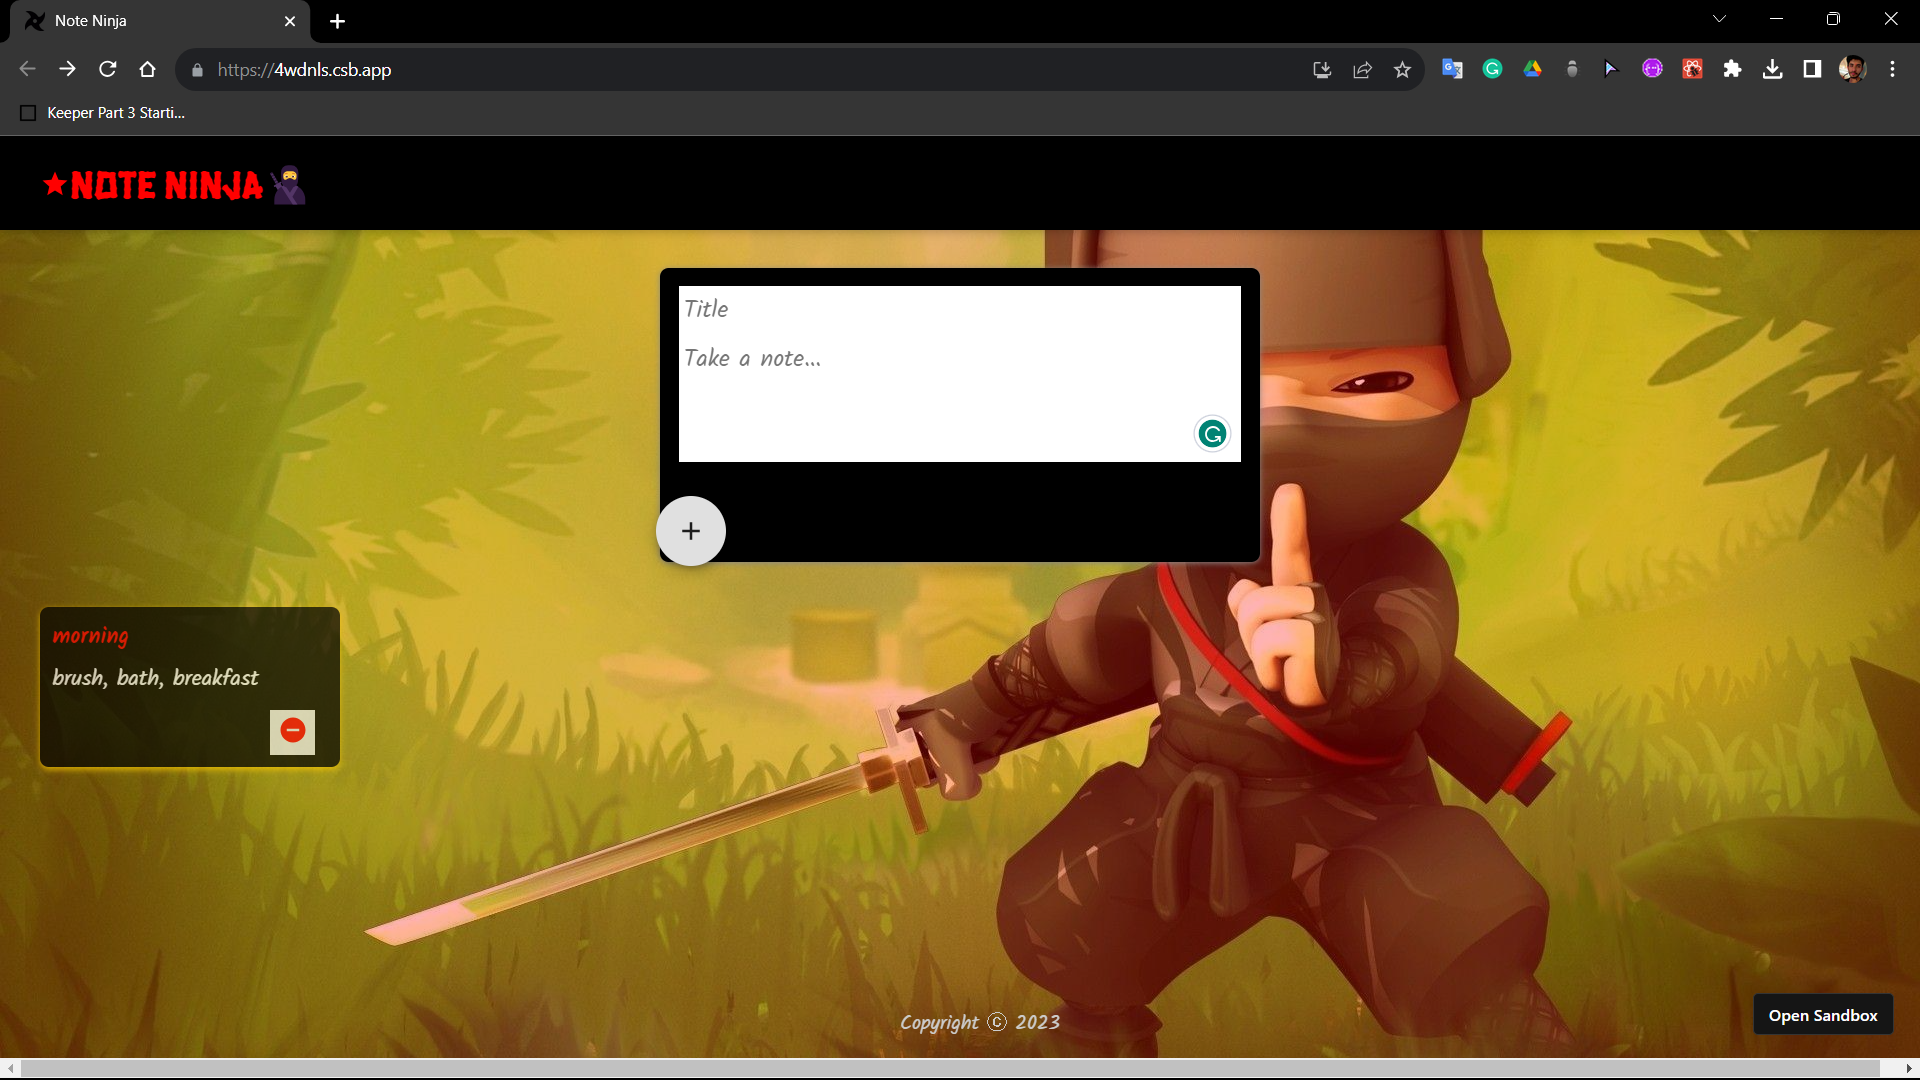 Note Ninja
https://4wdnls.csb.app
Keeper Part 3 Starti...
NOTE NINJA
Title
Take a note...
morning
brush, bath, breakfast
Copyright © 2023
Open Sandbox